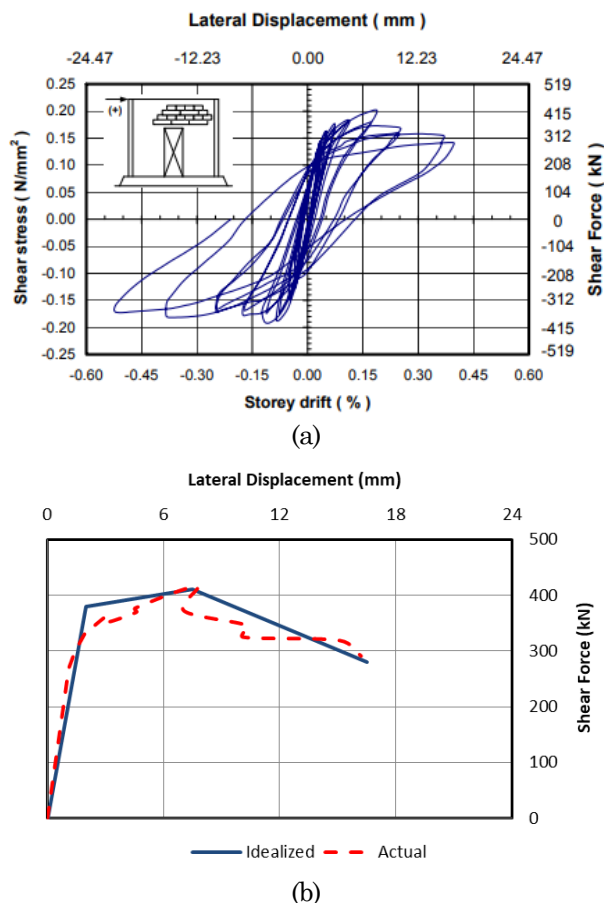 Lateral Displacement ( mm )
-24.47 -12.23 0.00 12.23 24.47
Shear stress ( N/mm² )
0.25
0.20
0.15
0.10
0.05
0.00
-0.05
-0.10
-0.15
-0.20
-0.25
(+)
519
415
312
208
104
0
-104
-208
-312
-415
-519
Shear Force ( kN )
-0.60 -0.45 -0.30 -0.15 0.00 0.15 0.30 0.45 0.60
Storey drift ( % )
(a)
Lateral Displacement (mm)
0 6 12 18 24
500
400
300
200
100
0
Shear Force (kN)
Idealized Actual
(b)